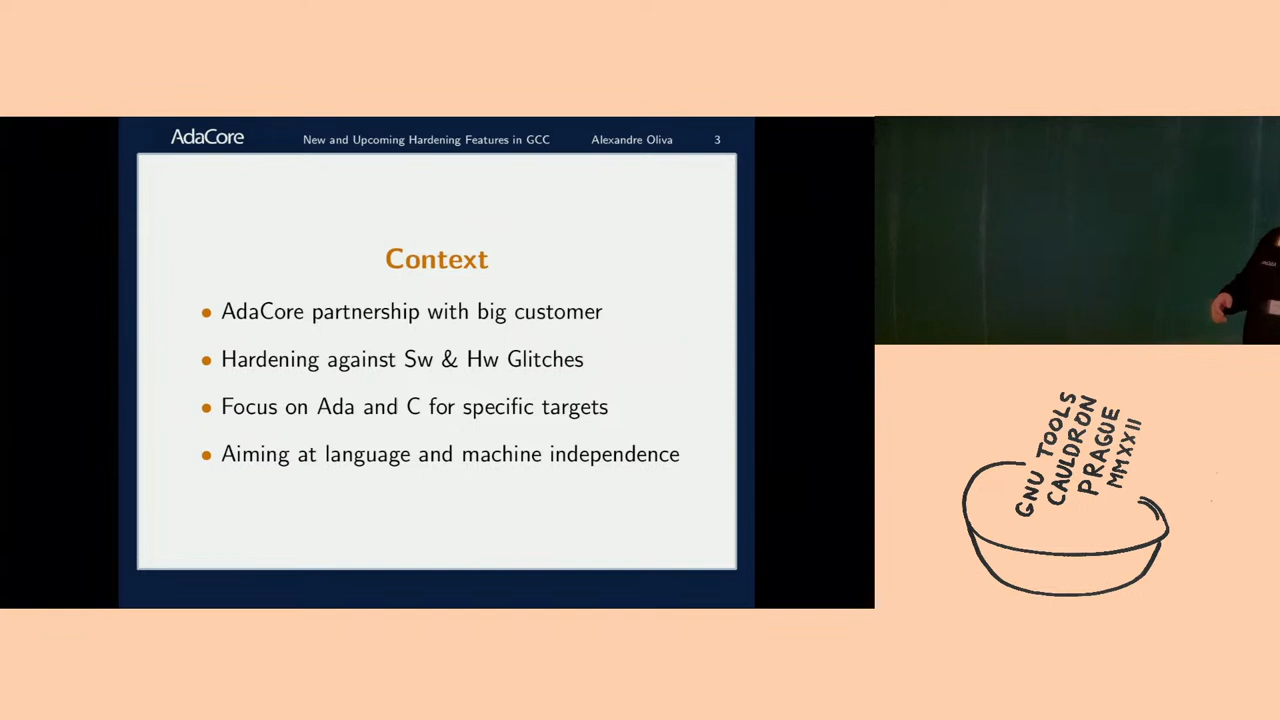 AdaCore New and Upcoming Hardening Features in GCC Alexandre Oliva 3
Context
• AdaCore partnership with big customer
• Hardening against Sw & Hw Glitches
• Focus on Ada and C for specific targets
• Aiming at language and machine independence
GNU TOOLS
CAULDRON
PRAGUE
MMXXII